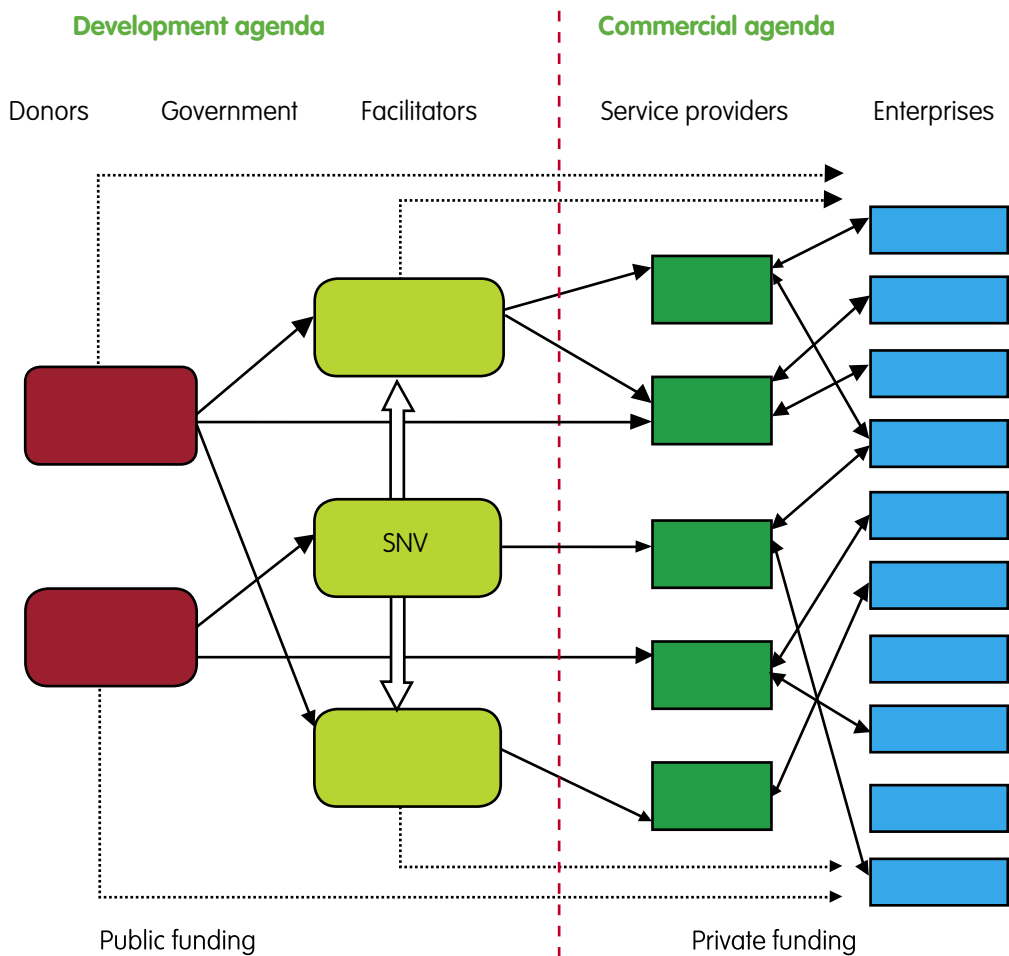 Development agenda
Commercial agenda
Donors
Government
Facilitators
Service providers
Enterprises
SNV
Public funding
Private funding